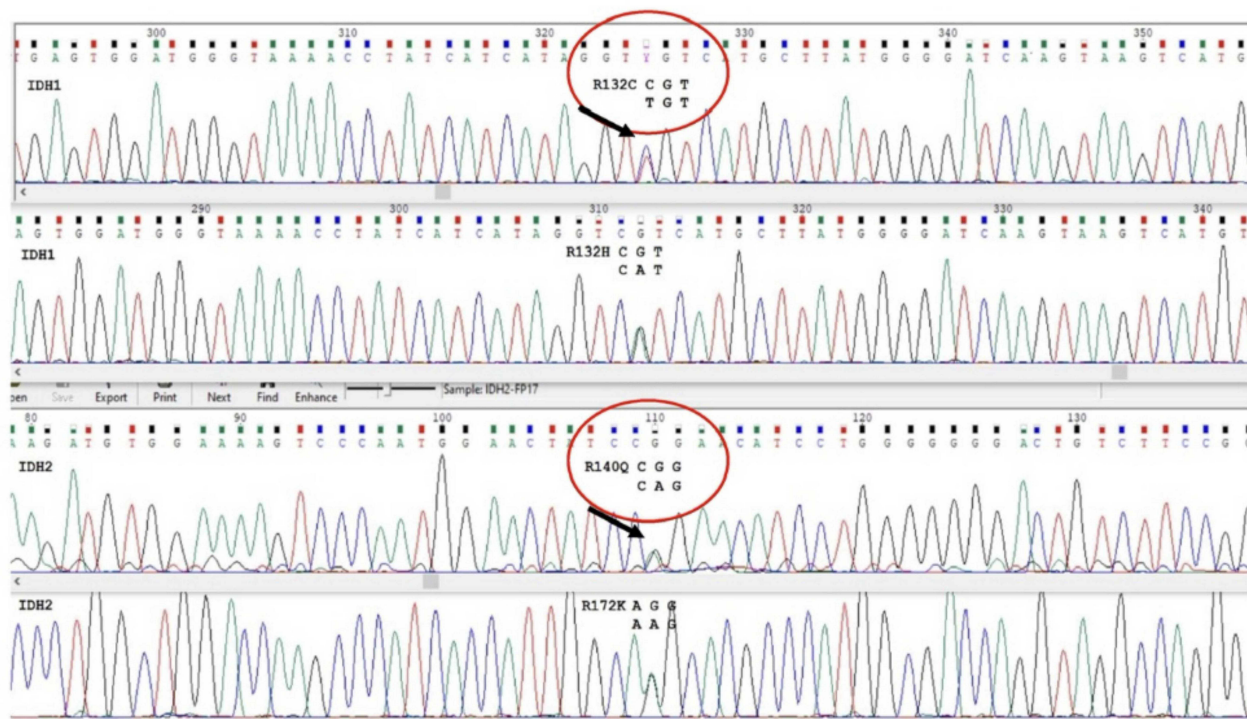 300 310 320 330 340 350
T G A G T G G A T G G G T A A A A C C T A T C A T C A T A G G T Y G T C A T G C T T A T G G G G A T C A A G T A A G T C A T G
IDH1
R132C C G T
T G T
290 300 310 320 330 340
A G T G G A T G G G T A A A A C C T A T C A T C A T A G G T C G T C A T G C T T A T G G G G A T C A A G T A A G T C A T G T
IDH1
R132H C G T
C A T
pen Save Export Print Next Find Enhance Sample: IDH2-FP17
80 90 100 110 120 130
A A G A T G T G G A A A A G T C C C A A T G G A A C T A T C C G G A A C A T C C T G G G G G G G A C T G T C T T C C G
IDH2
R140Q C G G
C A G
IDH2
R172K A G G
A A G